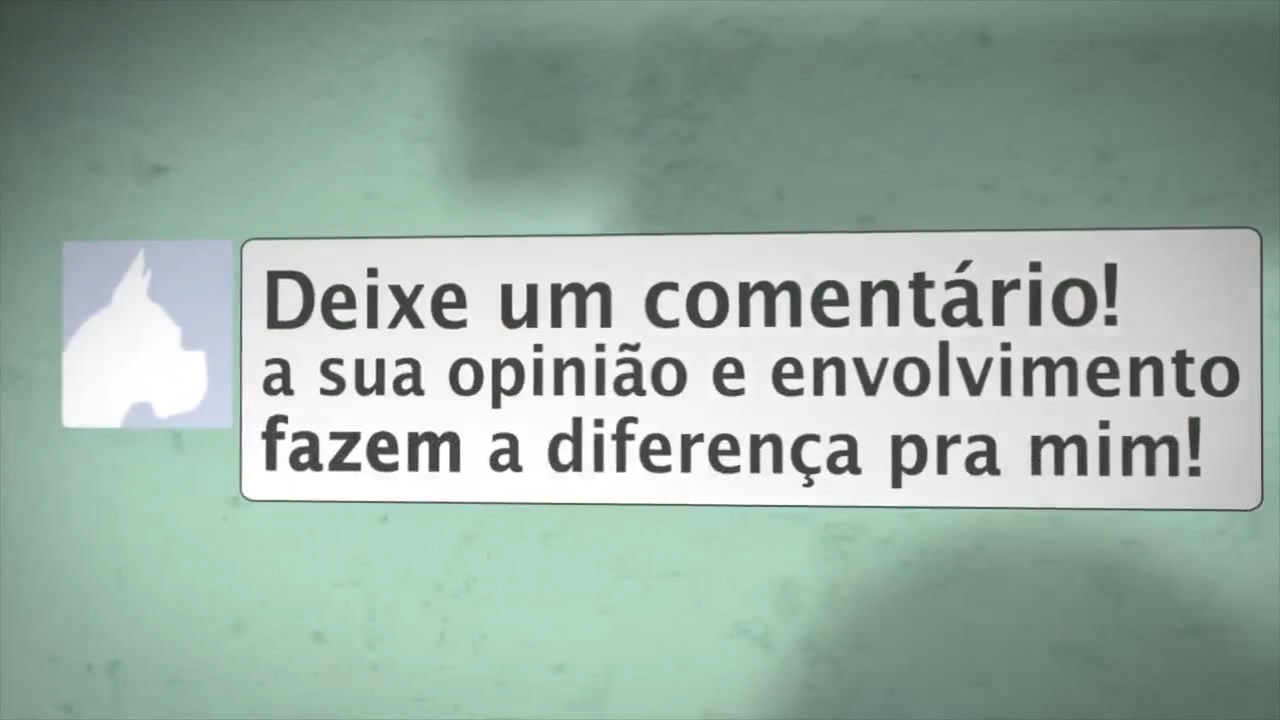 Deixe um comentário!
a sua opinião e envolvimento
fazem a diferença pra mim!